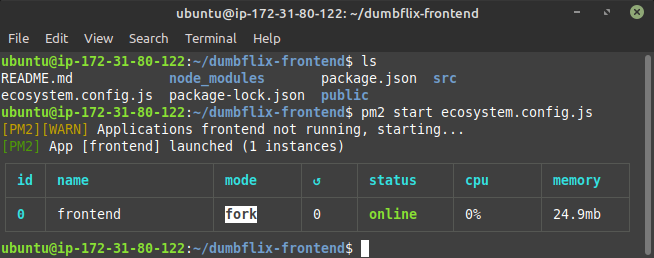 ubuntu@ip-172-31-80-122: ~/dumbflix-frontend
File Edit View Search Terminal Help
ubuntu@ip-172-31-80-122:~/dumbflix-frontend$ ls
README.md node_modules package.json src
ecosystem.config.js package-lock.json public
ubuntu@ip-172-31-80-122:~/dumbflix-frontend$ pm2 start ecosystem.config.js
[PM2][WARN] Applications frontend not running, starting...
[PM2] App [frontend] launched (1 instances)
id name mode ↺ status cpu memory
0 frontend fork 0 online 0% 24.9mb
ubuntu@ip-172-31-80-122:~/dumbflix-frontend$